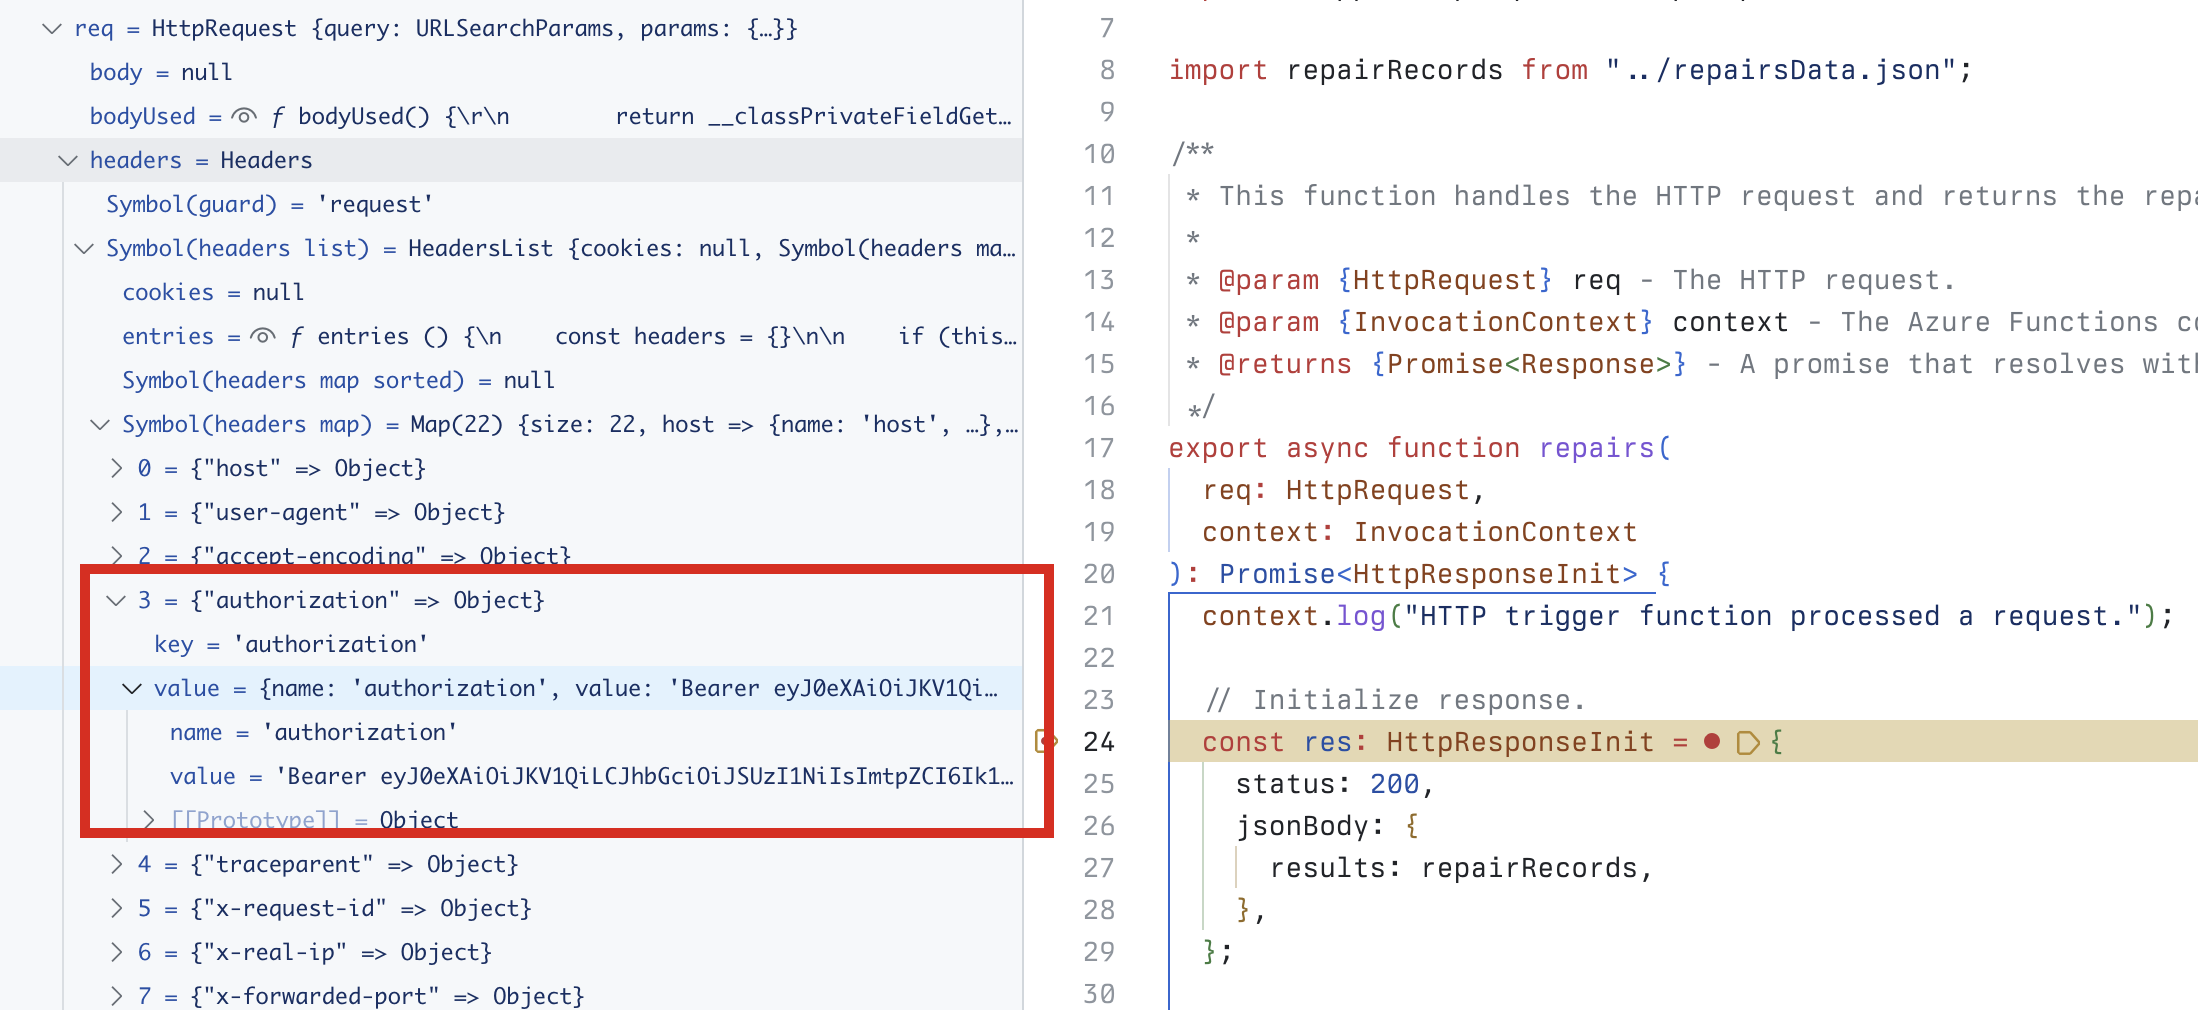 req = HttpRequest {query: URLSearchParams, params: {…}}
body = null
bodyUsed = ƒ bodyUsed() {\r\n        return __classPrivateFieldGet…
headers = Headers
Symbol(guard) = 'request'
Symbol(headers list) = HeadersList {cookies: null, Symbol(headers ma…
cookies = null
entries = ƒ entries () {\n    const headers = {}\n\n    if (this…
Symbol(headers map sorted) = null
Symbol(headers map) = Map(22) {size: 22, host => {name: 'host', …},…
0 = {"host" => Object}
1 = {"user-agent" => Object}
2 = {"accept-encoding" => Object}
3 = {"authorization" => Object}
key = 'authorization'
value = {name: 'authorization', value: 'Bearer eyJ0eXAiOiJKV1Qi…
name = 'authorization'
value = 'Bearer eyJ0eXAiOiJKV1QiLCJhbGciOiJSUzI1NiIsImtpZCI6Ik1…
[[Prototype]] = Object
4 = {"traceparent" => Object}
5 = {"x-request-id" => Object}
6 = {"x-real-ip" => Object}
7 = {"x-forwarded-port" => Object}
7
8 import repairRecords from "../repairsData.json";
9
10 /**
11 * This function handles the HTTP request and returns the
12 *
13 * @param {HttpRequest} req - The HTTP request.
14 * @param {InvocationContext} context - The Azure Functions
15 * @returns {Promise<Response>} - A promise that resolves
16 */
17 export async function repairs(
18 req: HttpRequest,
19 context: InvocationContext
20 ): Promise<HttpResponseInit> {
21 context.log("HTTP trigger function processed a request.");
22
23 // Initialize response.
24 const res: HttpResponseInit = {
25 status: 200,
26 jsonBody: {
27 results: repairRecords,
28 },
29 };
30